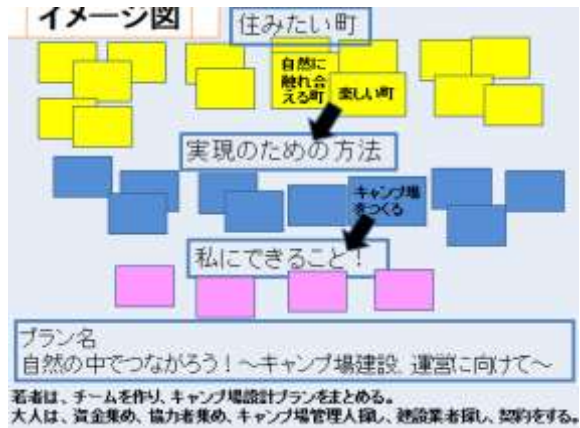 イメージ図
住みたい町
自然に
触れ合
える町
楽しい町
実現のための方法
キャンプ場
をつくる
私にできること！
プラン名
自然の中でつながろう！～キャンプ場建設、運営に向けて～
若者は、チームを作り、キャンプ場設計プランをまとめる。
大人は、資金集め、協力者集め、キャンプ場管理人探し、建設業者探し、契約をする。